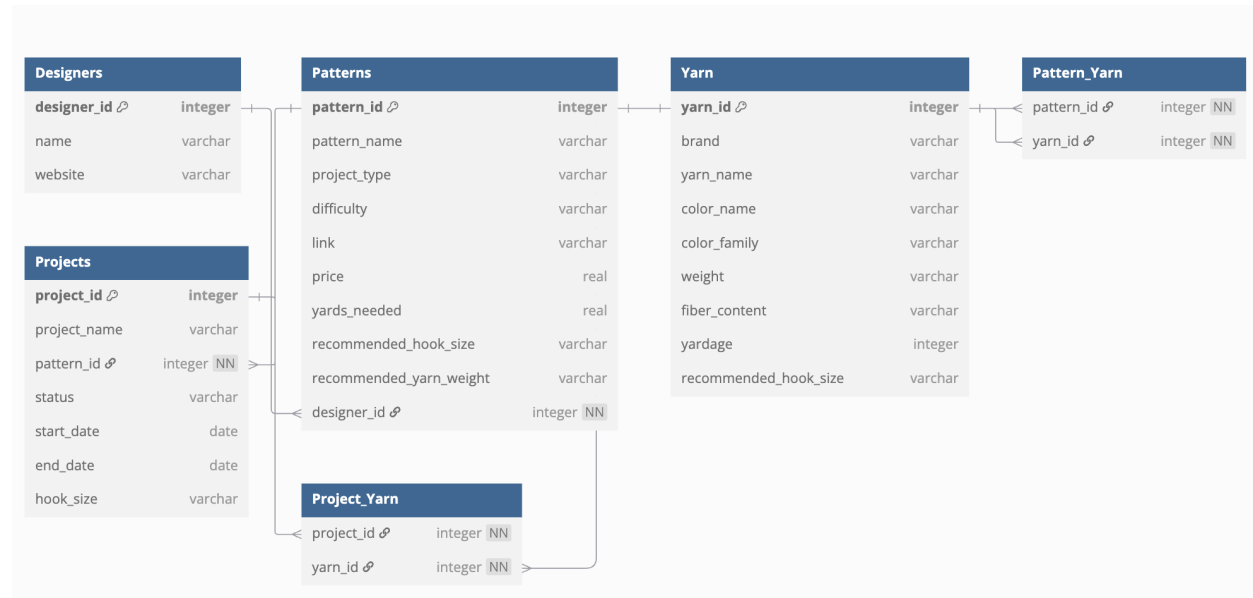 Designers
designer_id integer
name varchar
website varchar
Projects
project_id integer
project_name varchar
pattern_id integer NN
status varchar
start_date date
end_date date
hook_size varchar
Patterns
pattern_id integer
pattern_name varchar
project_type varchar
difficulty varchar
link varchar
price real
yards_needed real
recommended_hook_size varchar
recommended_yarn_weight varchar
designer_id integer NN
Project_Yarn
project_id integer NN
yarn_id integer NN
Yarn
yarn_id integer
brand varchar
yarn_name varchar
color_name varchar
color_family varchar
weight varchar
fiber_content varchar
yardage integer
recommended_hook_size varchar
Pattern_Yarn
pattern_id integer NN
yarn_id integer NN